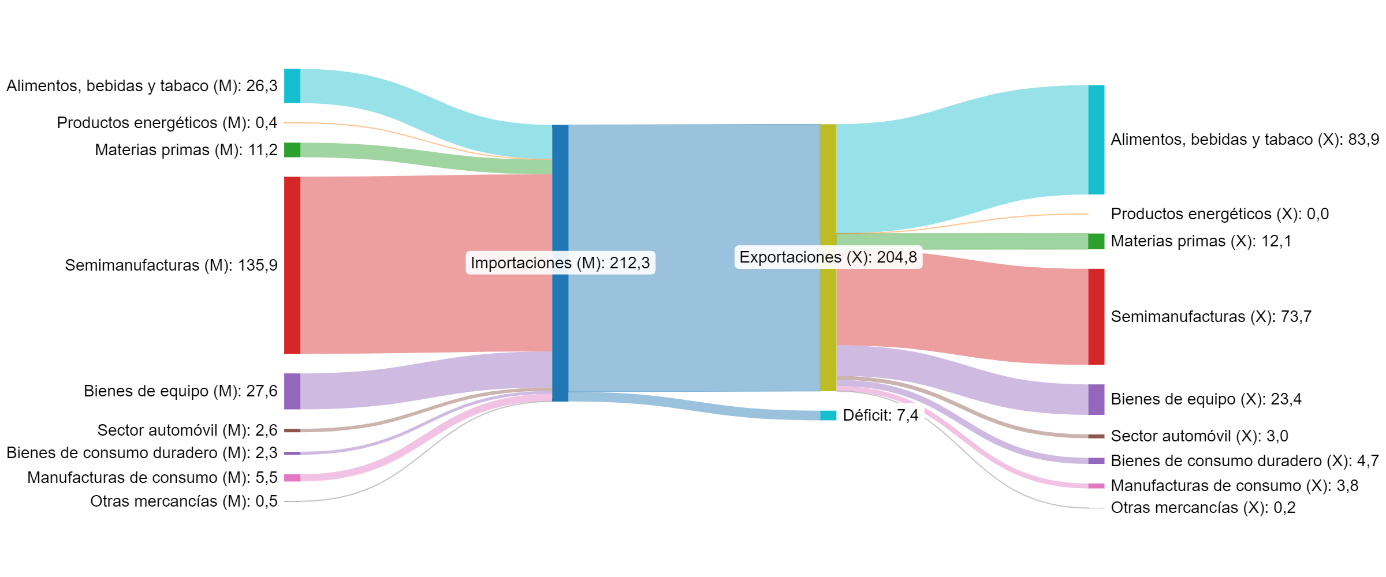 Alimentos, bebidas y tabaco (M): 26,3
Productos energéticos (M): 0,4
Materias primas (M): 11,2
Semimanufacturas (M): 135,9
Bienes de equipo (M): 27,6
Sector automóvil (M): 2,6
Bienes de consumo duradero (M): 2,3
Manufacturas de consumo (M): 5,5
Otras mercancías (M): 0,5
Importaciones (M): 212,3
Exportaciones (X): 204,8
Déficit: 7,4
Alimentos, bebidas y tabaco (X): 83,9
Productos energéticos (X): 0,0
Materias primas (X): 12,1
Semimanufacturas (X): 73,7
Bienes de equipo (X): 23,4
Sector automóvil (X): 3,0
Bienes de consumo duradero (X): 4,7
Manufacturas de consumo (X): 3,8
Otras mercancías (X): 0,2